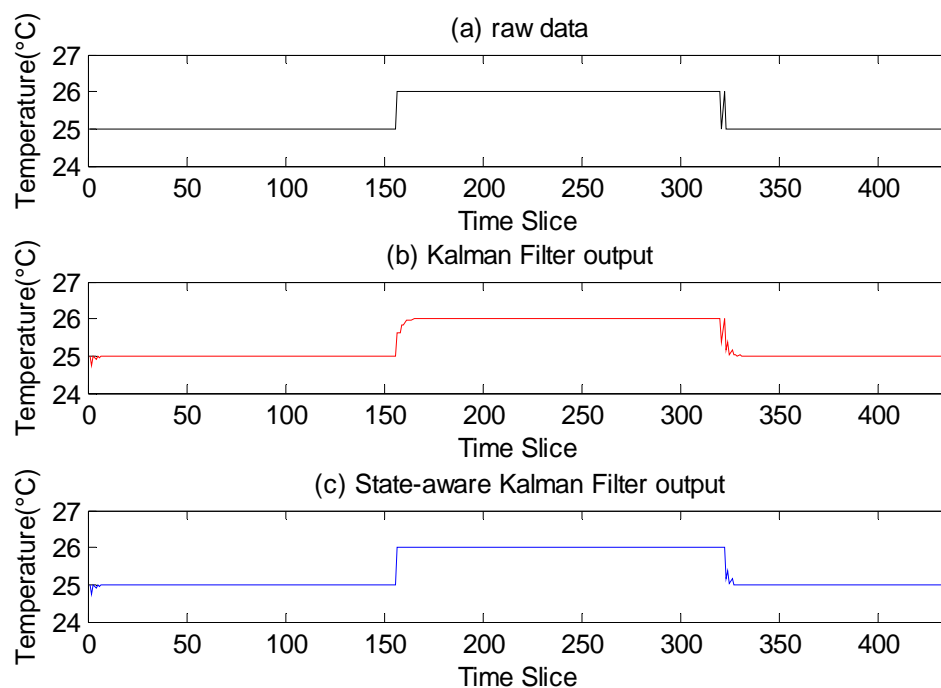 (a) raw data
Temperature(°C)
27
26
25
24
0 50 100 150 200 250 300 350 400
Time Slice
(b) Kalman Filter output
Temperature(°C)
27
26
25
24
0 50 100 150 200 250 300 350 400
Time Slice
(c) State-aware Kalman Filter output
Temperature(°C)
27
26
25
24
0 50 100 150 200 250 300 350 400
Time Slice